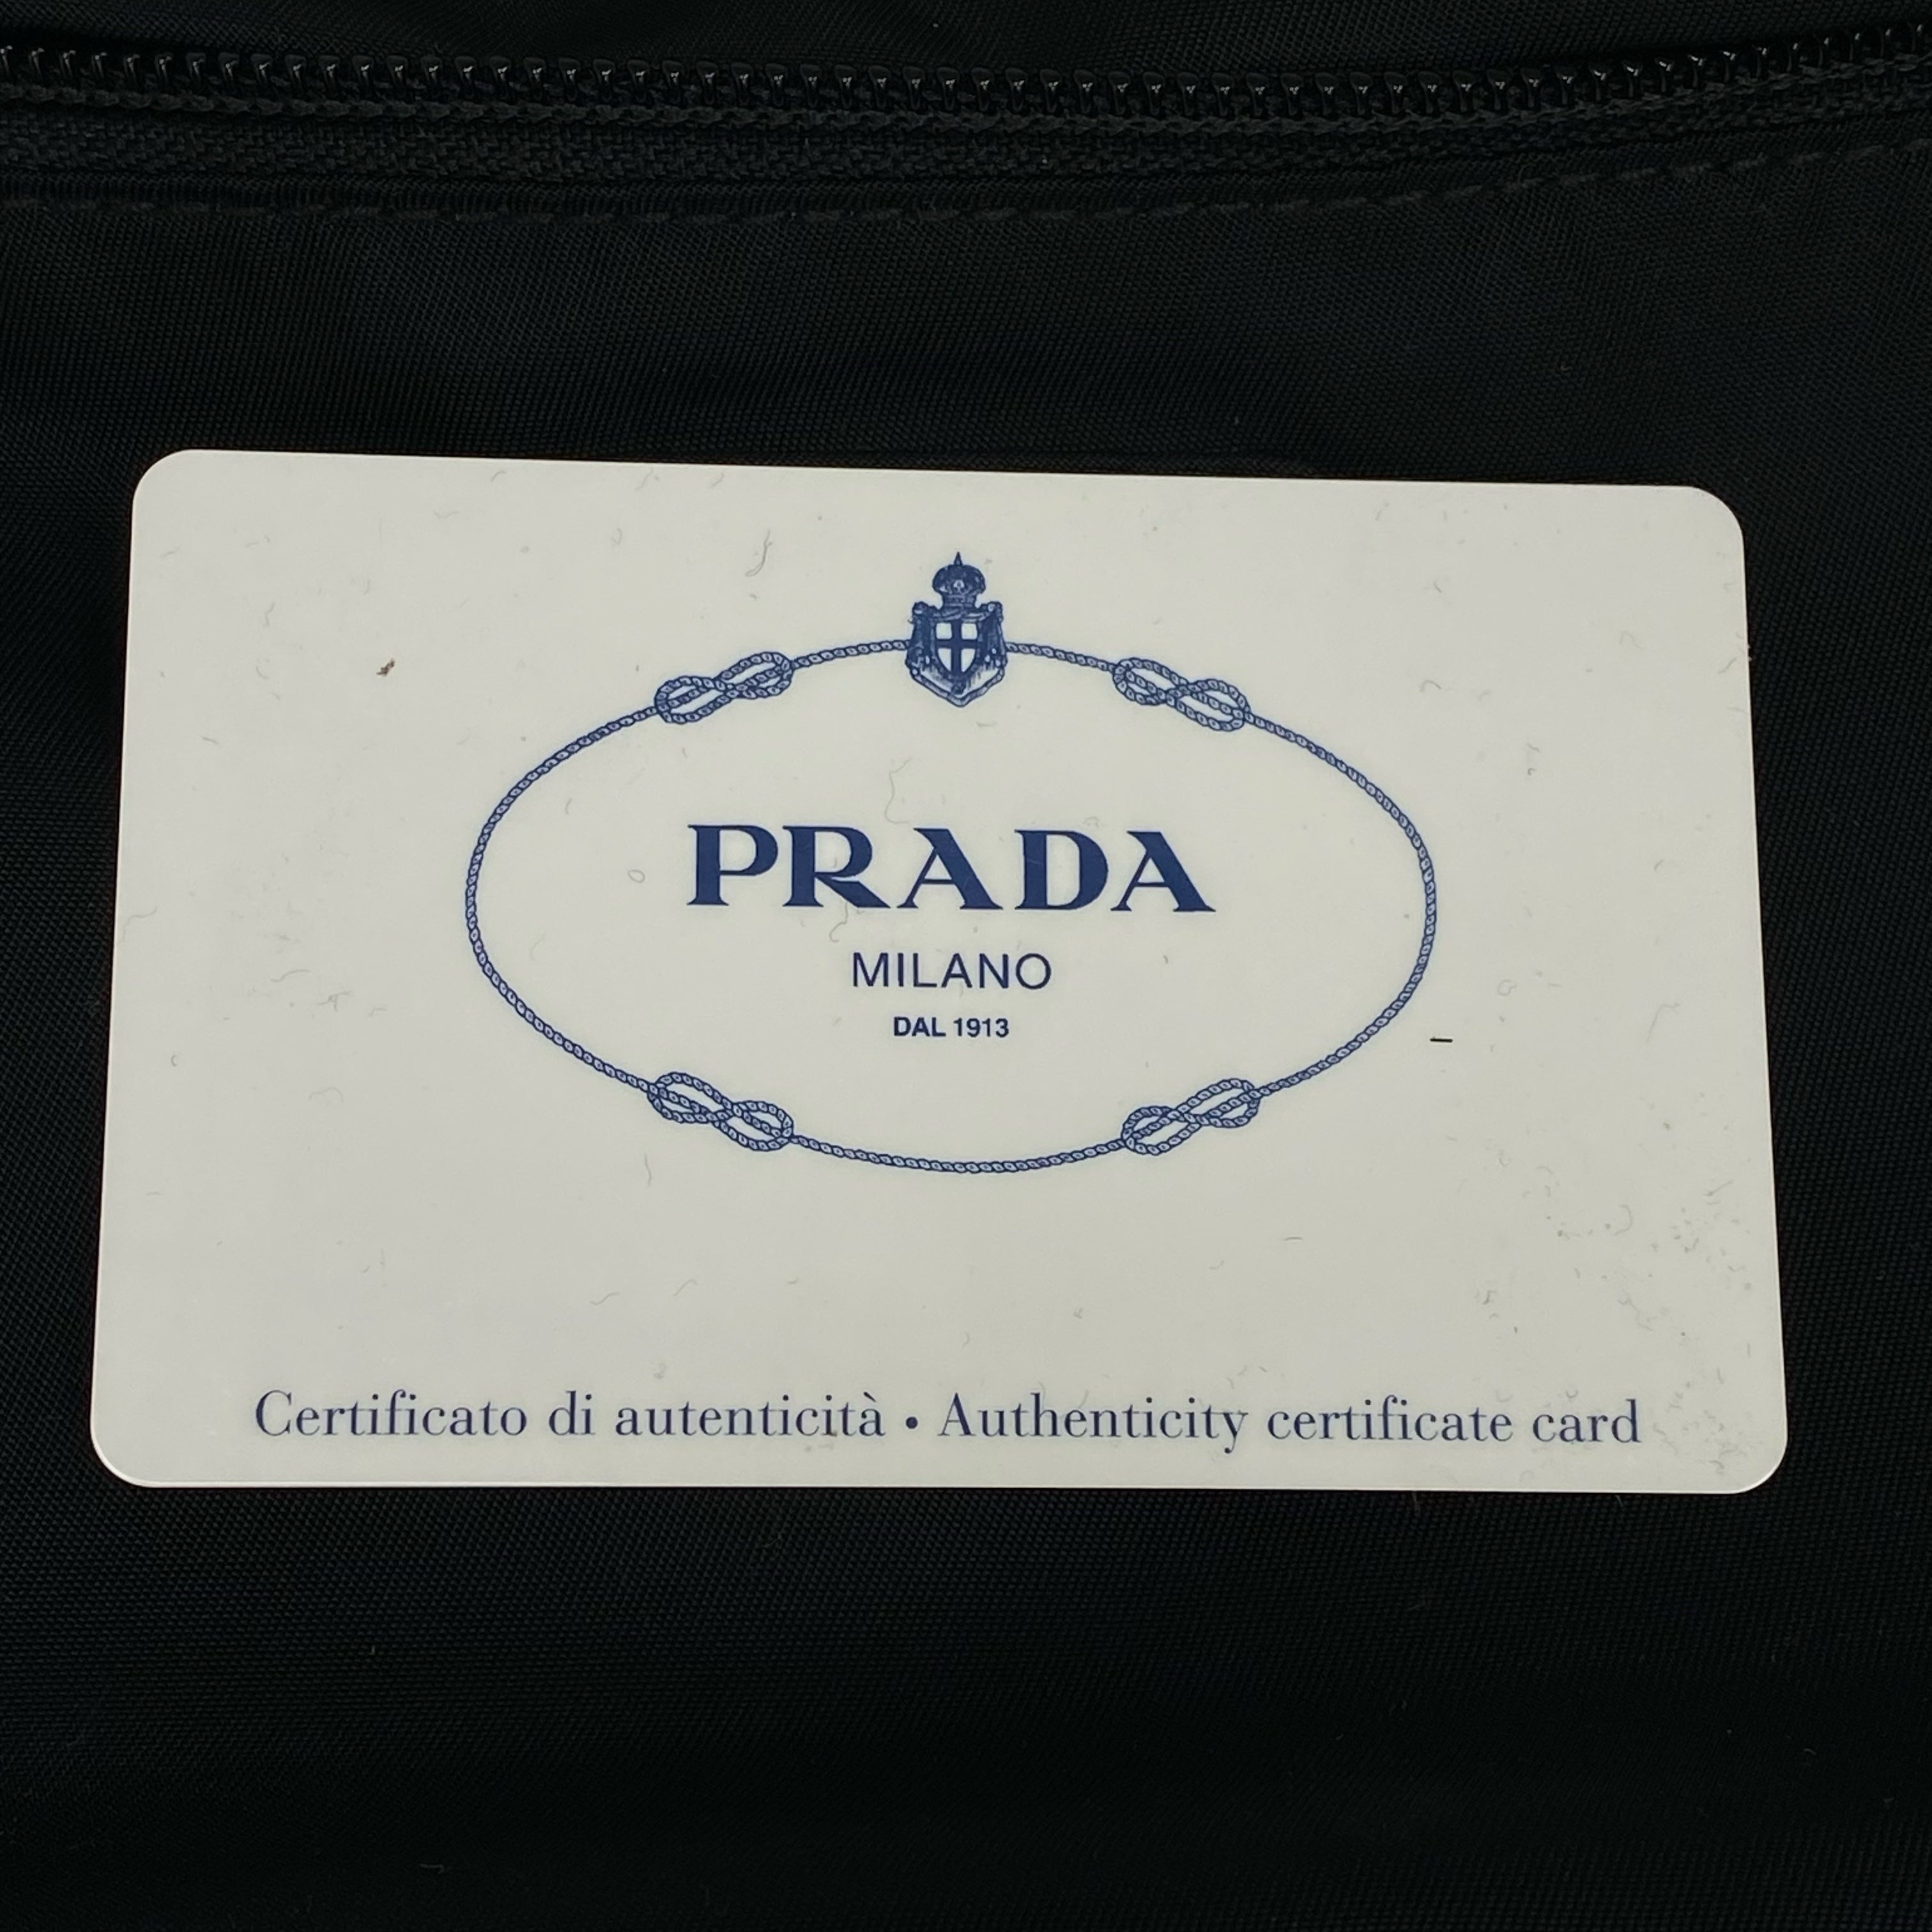 PRADA
MILANO
DAL 1913
Certificato di autenticità • Authenticity certificate card